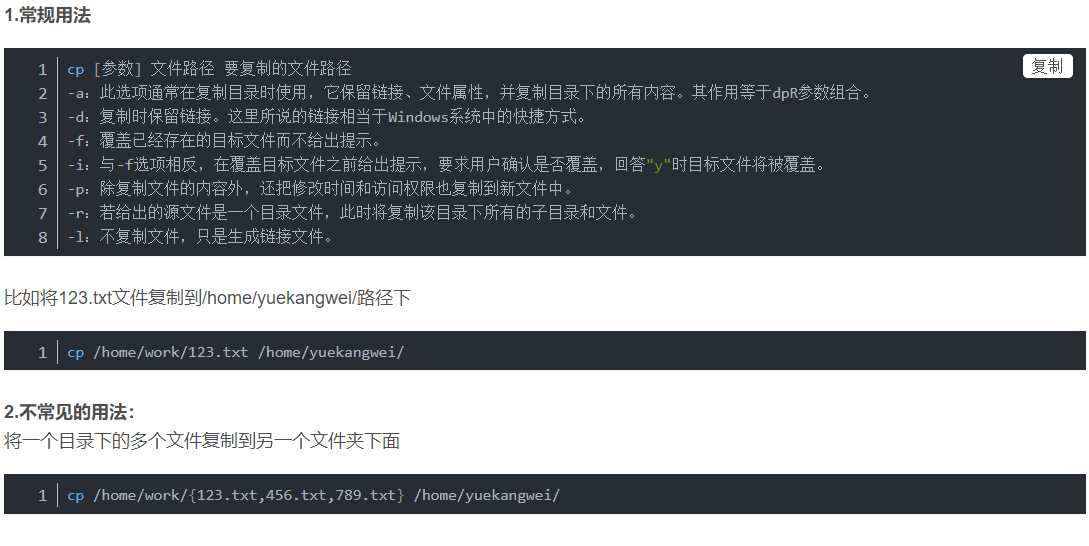 1.常规用法
复制
1 cp [参数] 文件路径 要复制的文件路径
2 -a：此选项通常在复制目录时使用，它保留链接、文件属性，并复制目录下的所有内容。其作用等于dpR参数组合。
3 -d：复制时保留链接。这里所说的链接相当于Windows系统中的快捷方式。
4 -f：覆盖已经存在的目标文件而不给出提示。
5 -i：与-f选项相反，在覆盖目标文件之前给出提示，要求用户确认是否覆盖，回答"y"时目标文件将被覆盖。
6 -p：除复制文件的内容外，还把修改时间和访问权限也复制到新文件中。
7 -r：若给出的源文件是一个目录文件，此时将复制该目录下所有的子目录和文件。
8 -l：不复制文件，只是生成链接文件。
比如将123.txt文件复制到/home/yuekangwei/路径下
1 cp /home/work/123.txt /home/yuekangwei/
2.不常见的用法：
将一个目录下的多个文件复制到另一个文件夹下面
1 cp /home/work/{123.txt,456.txt,789.txt} /home/yuekangwei/